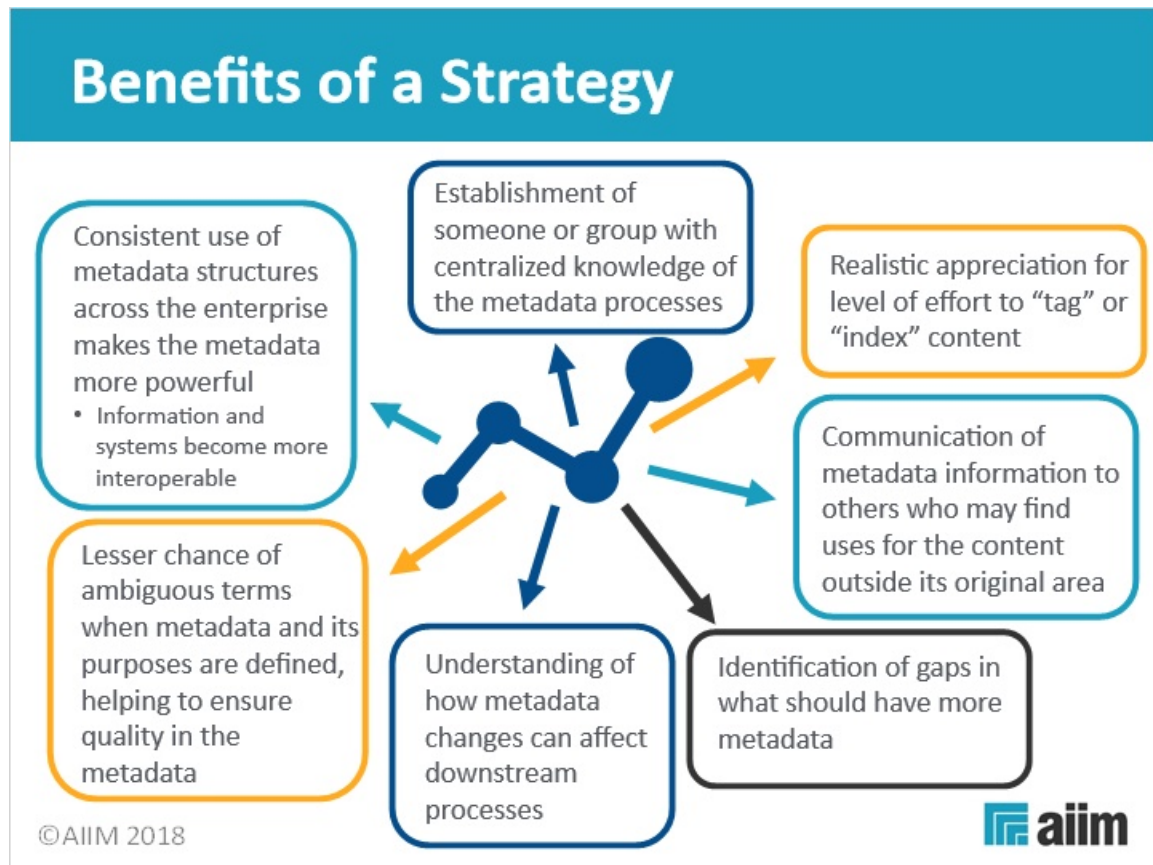 Benefits of a Strategy
Consistent use of
metadata structures
across the enterprise
makes the metadata
more powerful
• Information and
systems become more
interoperable
Establishment of
someone or group with
centralized knowledge of
the metadata processes
Realistic appreciation for
level of effort to “tag” or
“index” content
Communication of
metadata information to
others who may find
uses for the content
outside its original area
Lesser chance of
ambiguous terms
when metadata and its
purposes are defined,
helping to ensure
quality in the
metadata
Understanding of
how metadata
changes can affect
downstream
processes
Identification of gaps in
what should have more
metadata
©AIIM 2018
aiim